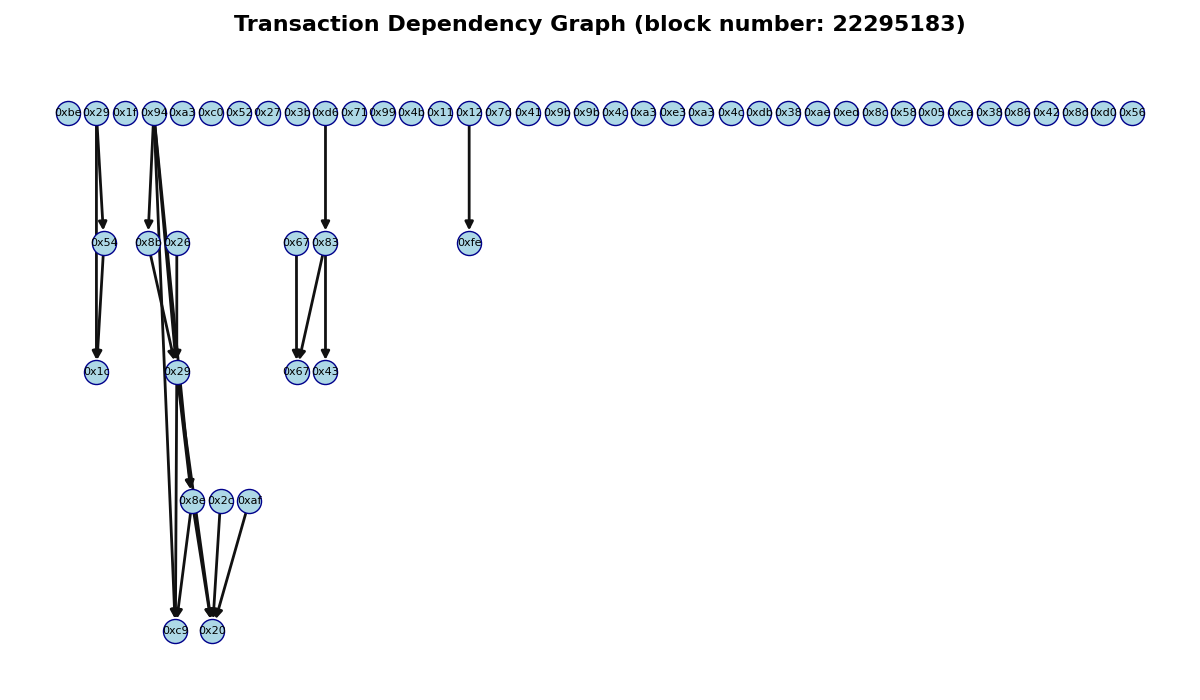 Transaction Dependency Graph (block number: 22295183)
0xbe 0x29 0x1f 0x94 0xa3 0xc0 0x52 0x27 0x3b 0xd6 0x71 0x99 0x4b 0x11 0x12 0x7c 0x41 0x9b 0x9b 0x4c 0xa3 0xe3 0xa3 0x4c 0xdb 0x38 0xae 0xed 0x8c 0x58 0x05 0xca 0x38 0x86 0x42 0x8c 0xd0 0x56
0x54 0x8b 0x26 0x67 0x83 0xfe
0x1c 0x29 0x67 0x43
0x8e 0x2c 0xaf
0xc9 0x20